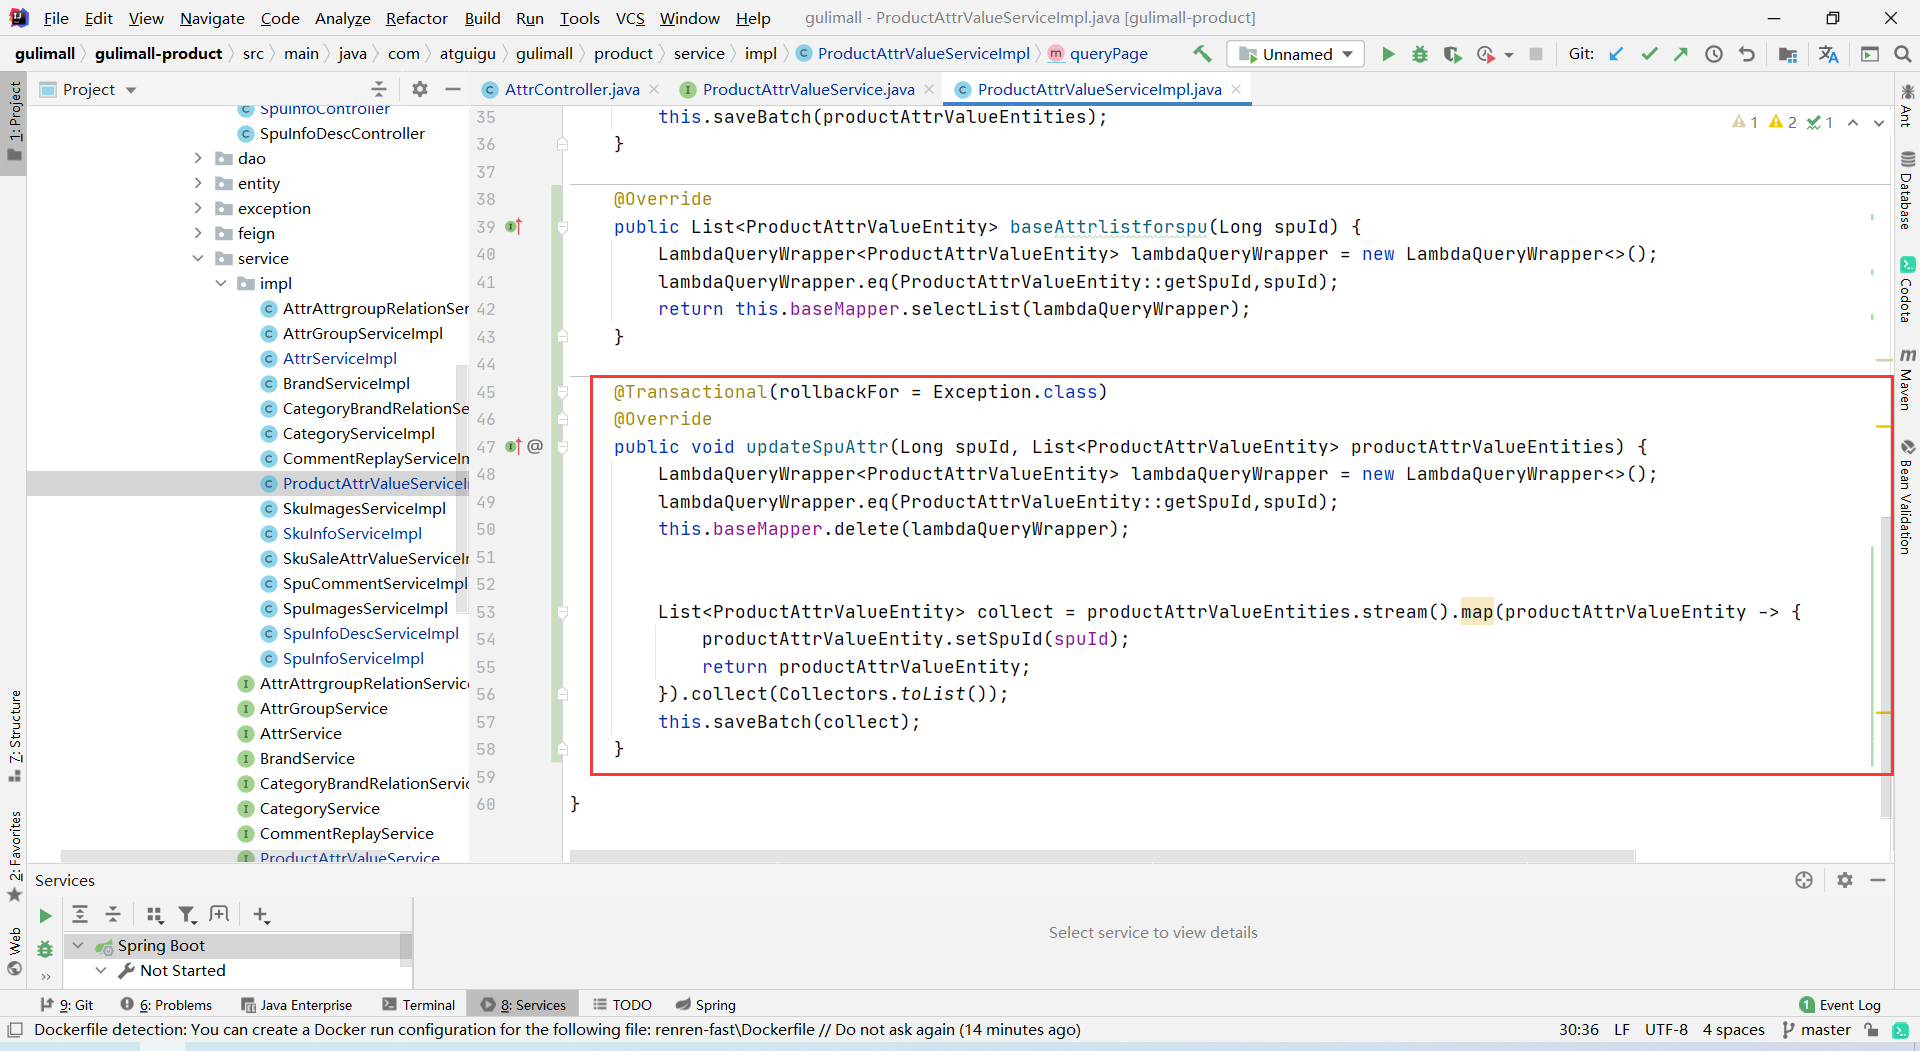 File Edit View Navigate Code Analyze Refactor Build Run Tools VCS Window Help gulimall - ProductAttrValueServiceImpl.java [gulimall-product]
gulimall gulimall-product src main java com atguigu gulimall product service impl ProductAttrValueServiceImpl queryPage Unnamed Git:
Project
AttrController.java ProductAttrValueService.java ProductAttrValueServiceImpl.java
1: Project
7: Structure
2: Favorites
Web
SpuInfoController
SpuInfoDescController
dao
entity
exception
feign
service
impl
AttrAttrgroupRelationSer
AttrGroupServiceImpl
AttrServiceImpl
BrandServiceImpl
CategoryBrandRelationSe
CategoryServiceImpl
CommentReplayServiceIm
ProductAttrValueServiceI
SkuImagesServiceImpl
SkuInfoServiceImpl
SkuSaleAttrValueServiceIr
SpuCommentServiceImpl
SpuImagesServiceImpl
SpuInfoDescServiceImpl
SpuInfoServiceImpl
AttrAttrgroupRelationService
AttrGroupService
AttrService
BrandService
CategoryBrandRelationServic
CategoryService
CommentReplayService
ProductAttrValueService
1 2 1
35 this.saveBatch(productAttrValueEntities);
36 }
37
38 @Override
39 public List<ProductAttrValueEntity> baseAttrlistforspu(Long spuId) {
40 LambdaQueryWrapper<ProductAttrValueEntity> lambdaQueryWrapper = new LambdaQueryWrapper<>();
41 lambdaQueryWrapper.eq(ProductAttrValueEntity::getSpuId,spuId);
42 return this.baseMapper.selectList(lambdaQueryWrapper);
43 }
44
45 @Transactional(rollbackFor = Exception.class)
46 @Override
47 @ public void updateSpuAttr(Long spuId, List<ProductAttrValueEntity> productAttrValueEntities) {
48 LambdaQueryWrapper<ProductAttrValueEntity> lambdaQueryWrapper = new LambdaQueryWrapper<>();
49 lambdaQueryWrapper.eq(ProductAttrValueEntity::getSpuId,spuId);
50 this.baseMapper.delete(lambdaQueryWrapper);
51
52
53 List<ProductAttrValueEntity> collect = productAttrValueEntities.stream().map(productAttrValueEntity -> {
54 productAttrValueEntity.setSpuId(spuId);
55 return productAttrValueEntity;
56 }).collect(Collectors.toList());
57 this.saveBatch(collect);
58 }
59
60 }
Ant
Database
Codota
Maven
Bean Validation
Services
Spring Boot
Not Started
Select service to view details
9: Git 6: Problems Java Enterprise Terminal 8: Services TODO Spring 1 Event Log
Dockerfile detection: You can create a Docker run configuration for the following file: renren-fast\Dockerfile // Do not ask again (14 minutes ago) 30:36 LF UTF-8 4 spaces master